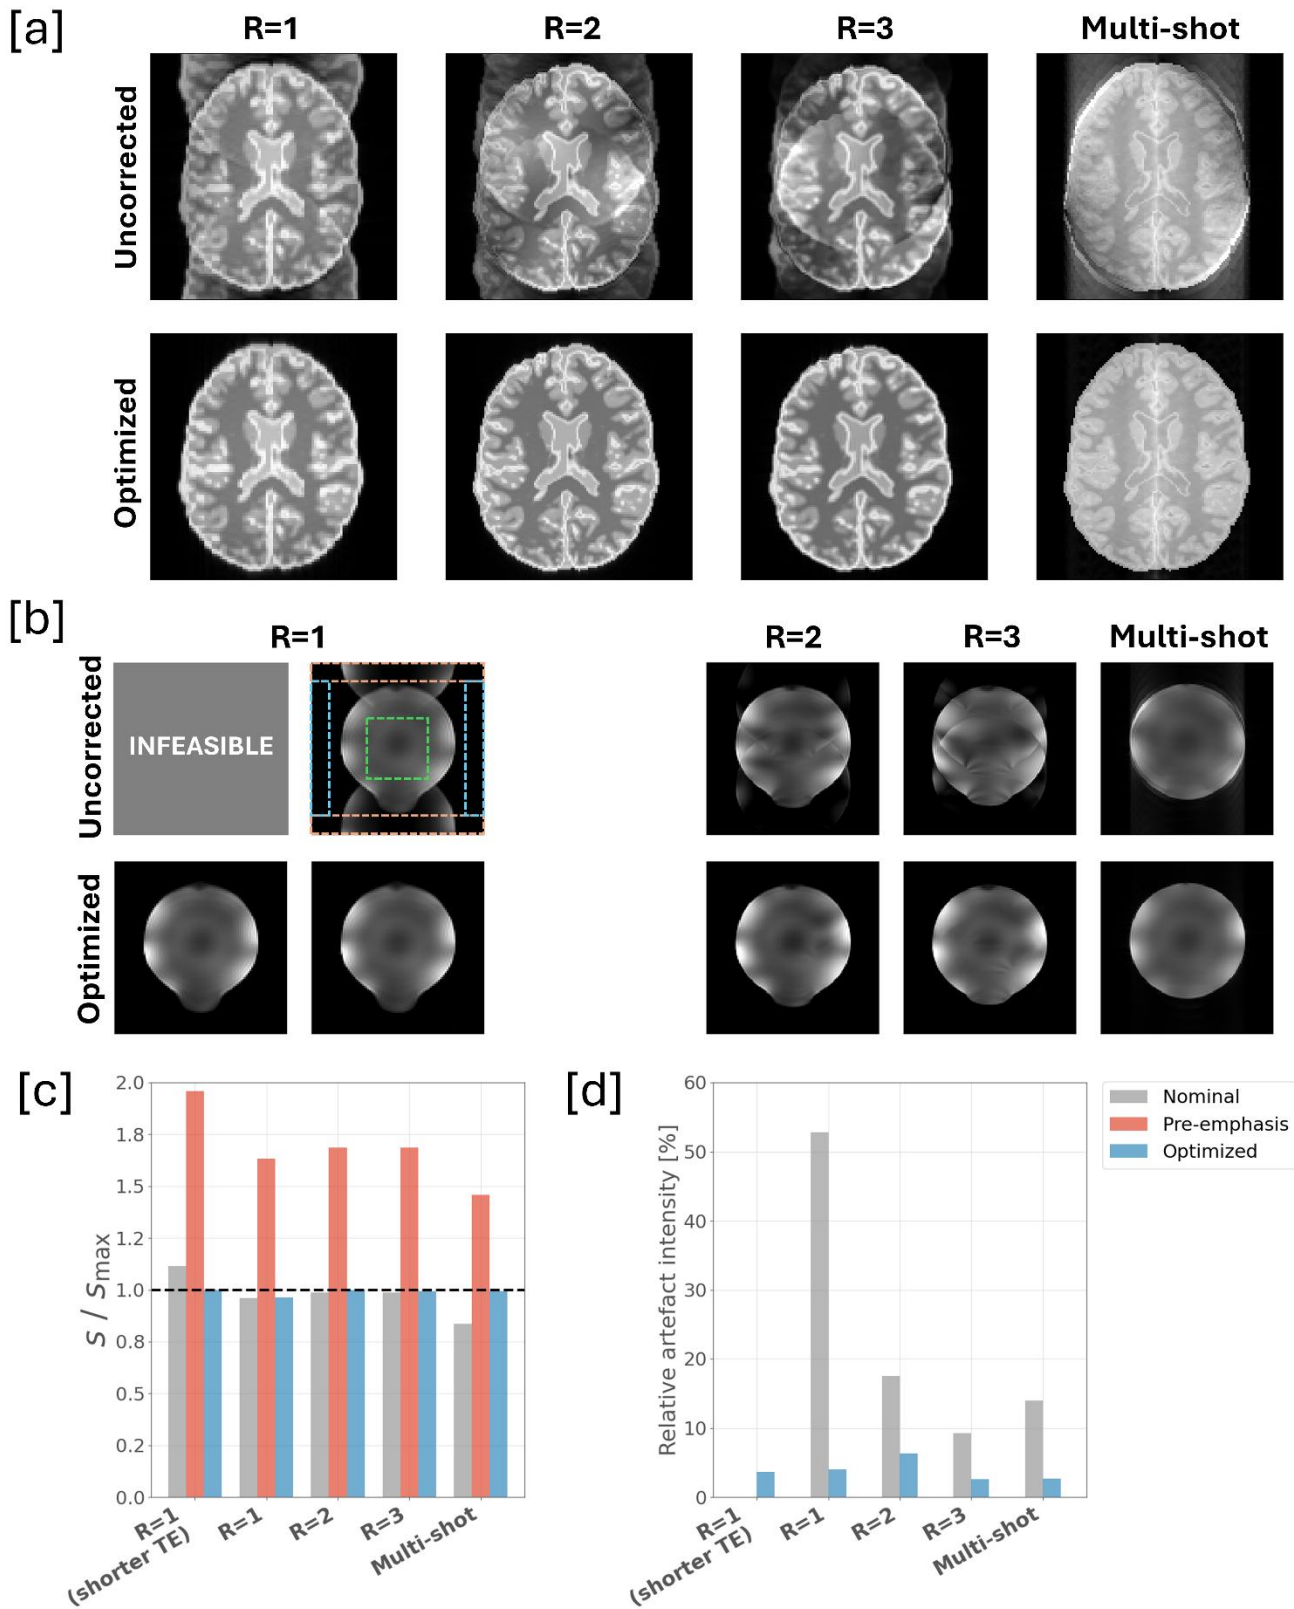 [a]
R=1 R=2 R=3 Multi-shot
Uncorrected
Optimized
[b]
R=1 R=2 R=3 Multi-shot
Uncorrected
INFEASIBLE
Optimized
[c]
s / smax
2.0
1.8
1.5
1.2
1.0
0.8
0.5
0.2
0.0
R=1
(shorter TE)
R=1
R=2
R=3
Multi-shot
[d]
Relative artefact intensity [%]
60
50
40
30
20
10
0
R=1
(shorter TE)
R=1
R=2
R=3
Multi-shot
Nominal
Pre-emphasis
Optimized